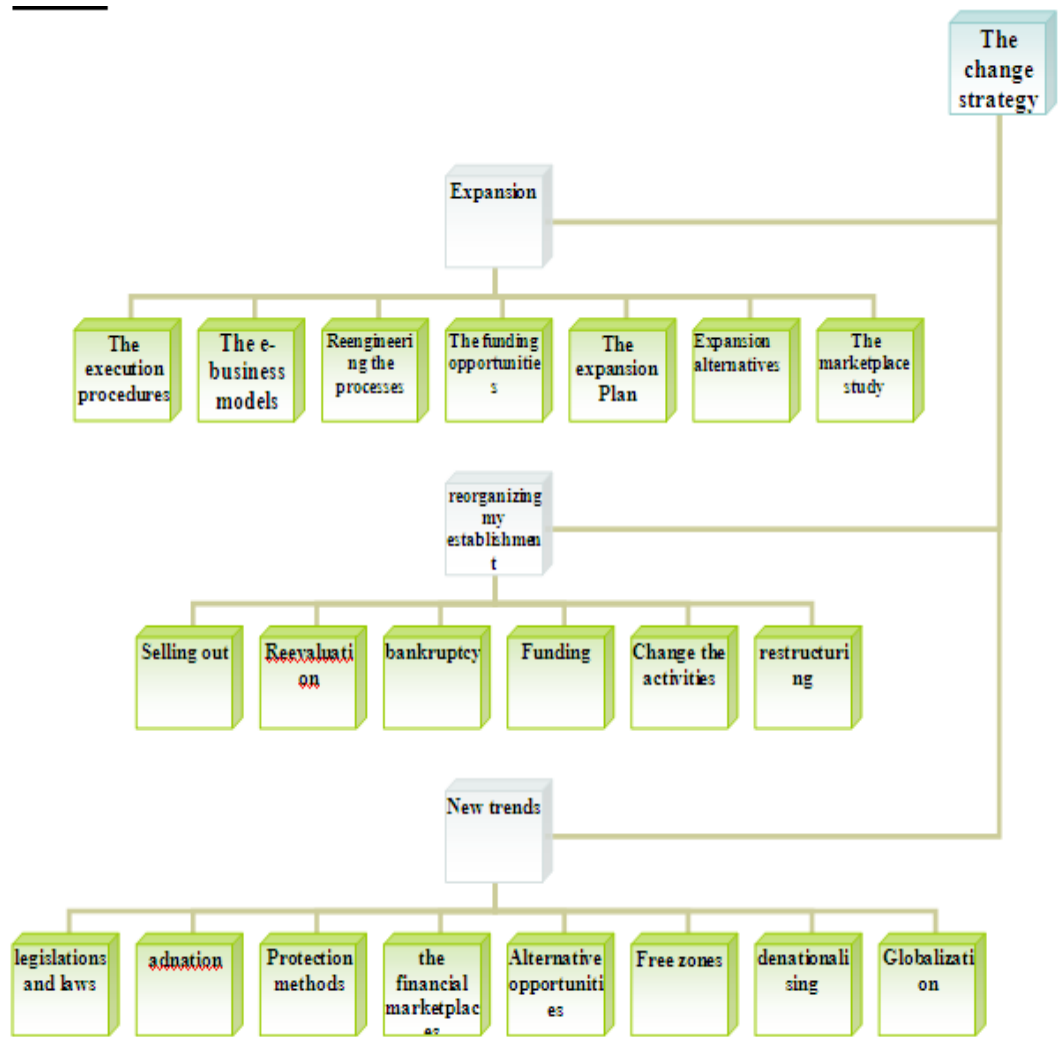 The
change
strategy
Expansion
The
execution
procedures
The e-
business
models
Reengineeri
ng the
processes
The funding
opportunitie
s
The
expansion
Plan
Expansion
alternatives
The
marketplace
study
reorganizing
my
establishmen
t
Selling out
Reevaluati
on
bankruptcy
Funding
Change the
activities
restructuri
ng
New trends
legislations
and laws
adnation
Protection
methods
the
financial
marketplac
es
Alternative
opportuniti
es
Free zones
denationali
sing
Globalizati
on